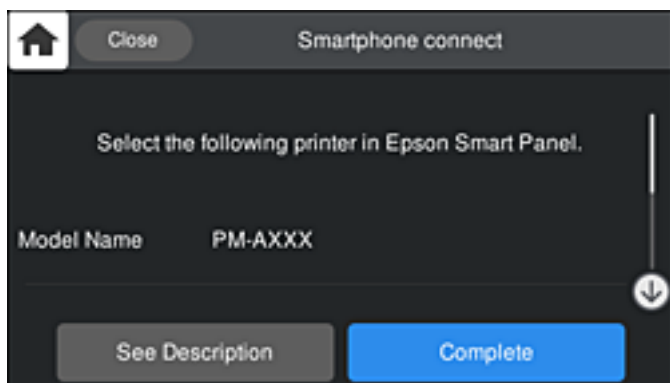 Close
Smartphone connect
Select the following printer in Epson Smart Panel.
Model Name PM-AXXX
See Description
Complete